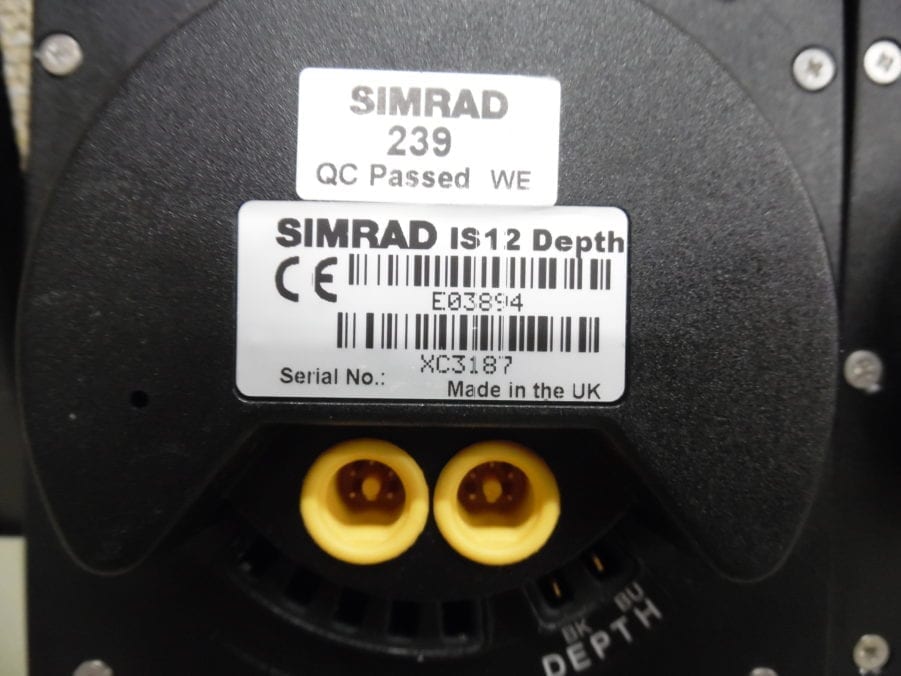 SIMRAD
239
QC Passed WE
SIMRAD IS12 Depth
CE
E03894
XC3187
Serial No.:
Made in the UK
BK BU
DEPTH